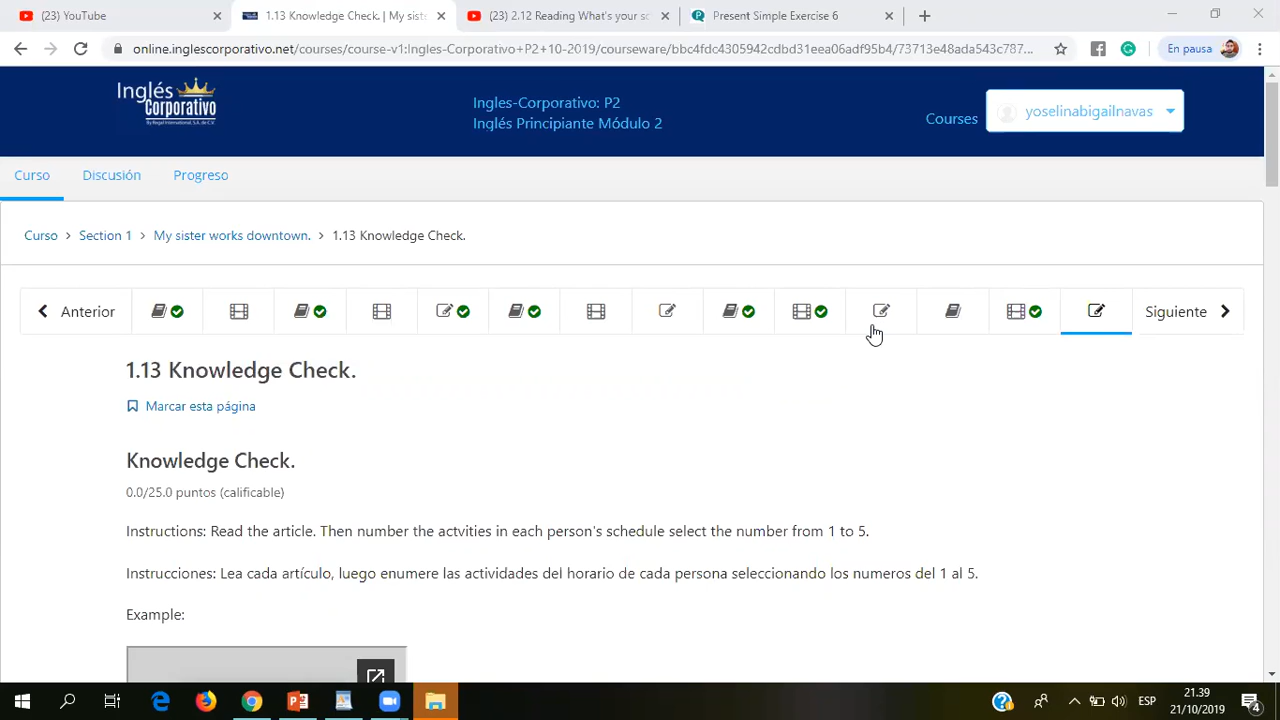 (23) YouTube
1.13 Knowledge Check. | My siste
(23) 2.12 Reading What's your sc
Present Simple Exercise 6
online.inglescorporativo.net/courses/course-v1:Ingles-Corporativo+P2+10-2019/courseware/bbc4fdc4305942cdbd31eea06adf95b4/73713e48ada543c787...
En pausa
Inglés
Corporativo
By Regal International, S.A. de C.V.
Ingles-Corporativo: P2
Inglés Principiante Módulo 2
Courses
yoselinabigailnavas
Curso
Discusión
Progreso
Curso > Section 1 > My sister works downtown. > 1.13 Knowledge Check.
Anterior
Siguiente
1.13 Knowledge Check.
Marcar esta página
Knowledge Check.
0.0/25.0 puntos (calificable)
Instructions: Read the article. Then number the actvities in each person's schedule select the number from 1 to 5.
Instrucciones: Lea cada artículo, luego enumere las actividades del horario de cada persona seleccionando los numeros del 1 al 5.
Example:
ESP
21.39
21/10/2019
4